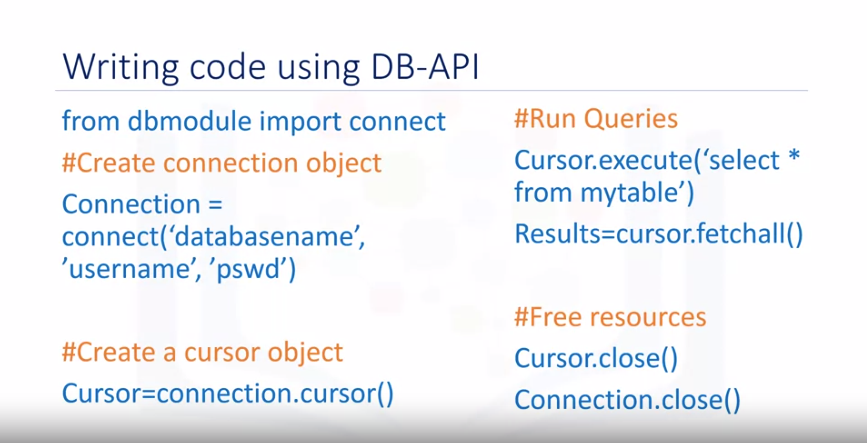 Writing code using DB-API
from dbmodule import connect
#Create connection object
Connection =
connect(‘databasename’,
’username’, ’pswd’)
#Create a cursor object
Cursor=connection.cursor()
#Run Queries
Cursor.execute(‘select *
from mytable’)
Results=cursor.fetchall()
#Free resources
Cursor.close()
Connection.close()